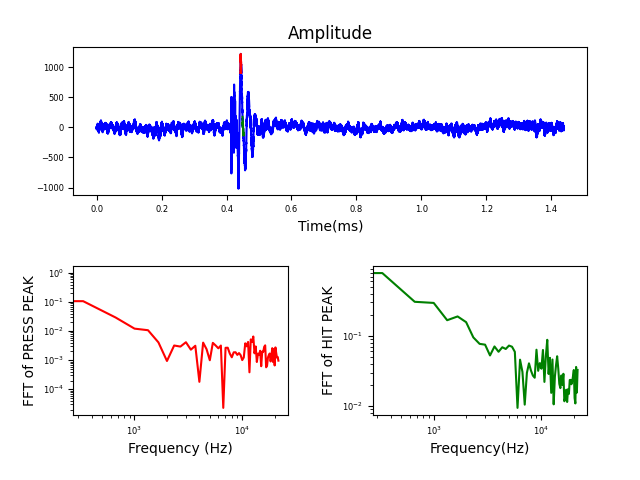 Amplitude
1000
500
0
−500
−1000
0.0 0.2 0.4 0.6 0.8 1.0 1.2 1.4
Time(ms)
FFT of PRESS PEAK
10⁰
10⁻¹
10⁻²
10⁻³
10⁻⁴
10³ 10⁴
Frequency (Hz)
FFT of HIT PEAK
10⁻¹
10⁻²
10³ 10⁴
Frequency(Hz)